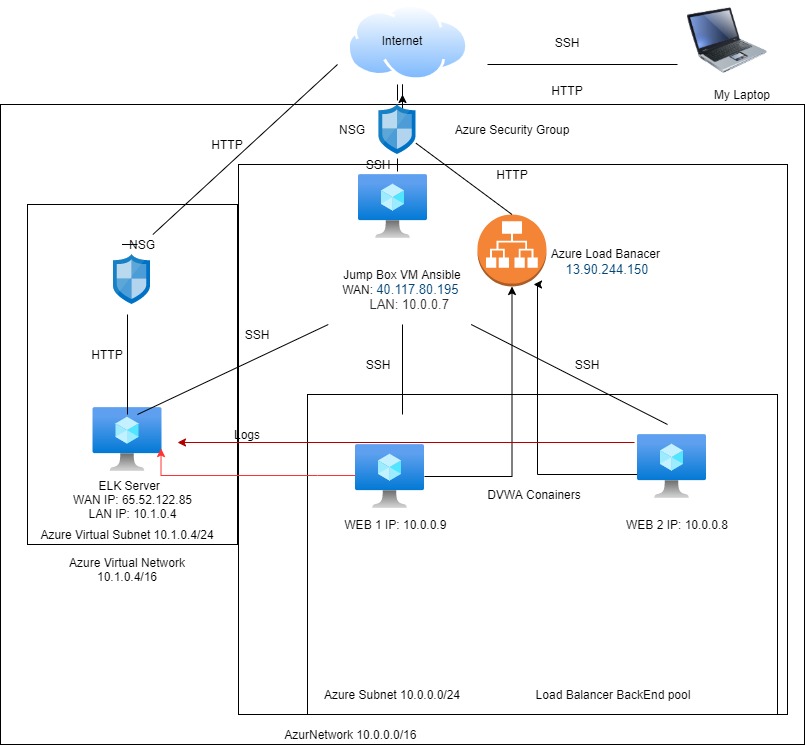 Internet
SSH
HTTP
My Laptop
NSG
Azure Security Group
HTTP
SSH
HTTP
NSG
Azure Load Banacer
13.90.244.150
Jump Box VM Ansible
WAN: 40.117.80.195
LAN: 10.0.0.7
HTTP
SSH
SSH
SSH
Logs
ELK Server
WAN IP: 65.52.122.85
LAN IP: 10.1.0.4
DVWA Conainers
WEB 1 IP: 10.0.0.9
WEB 2 IP: 10.0.0.8
Azure Virtual Subnet 10.1.0.4/24
Azure Virtual Network
10.1.0.4/16
Azure Subnet 10.0.0.0/24
Load Balancer BackEnd pool
AzurNetwork 10.0.0.0/16